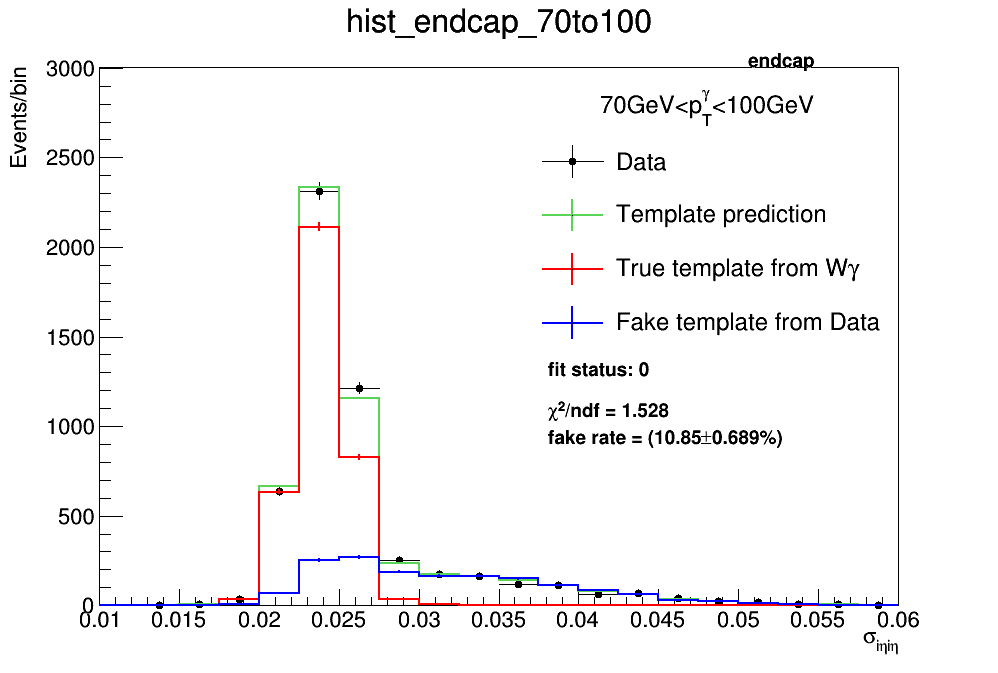 hist_endcap_70to100
endcap
Events/bin
70GeV<p_T^γ<100GeV
Data
Template prediction
True template from Wγ
Fake template from Data
fit status: 0
χ²/ndf = 1.528
fake rate = (10.85±0.689%)
3000
2500
2000
1500
1000
500
0
0.01 0.015 0.02 0.025 0.03 0.035 0.04 0.045 0.05 0.055 0.06
σ_iηiη